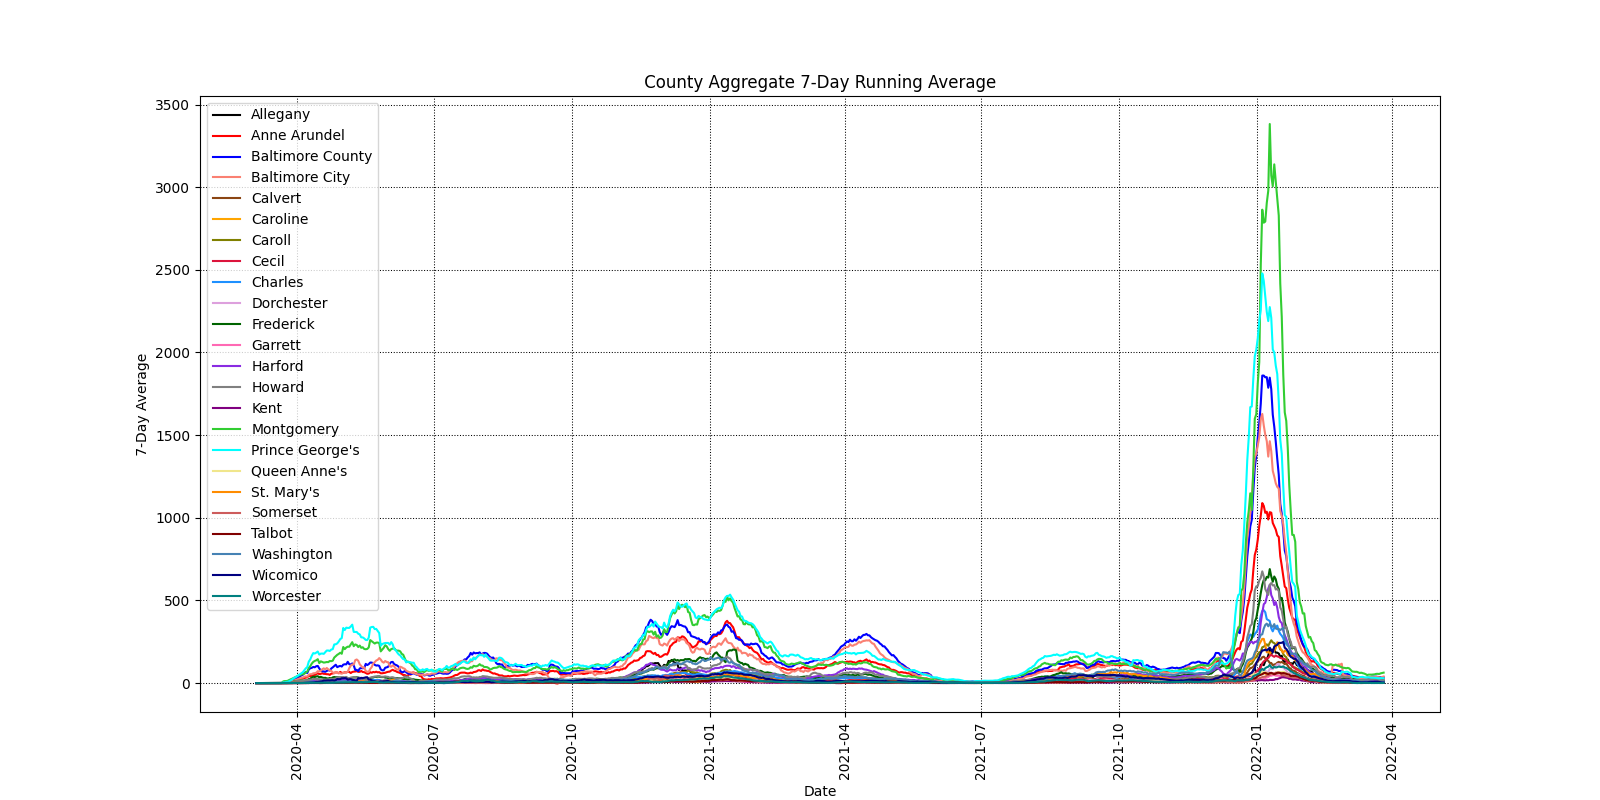 County Aggregate 7-Day Running Average
3500
3000
2500
2000
1500
1000
500
0
7-Day Average
Allegany
Anne Arundel
Baltimore County
Baltimore City
Calvert
Caroline
Caroll
Cecil
Charles
Dorchester
Frederick
Garrett
Harford
Howard
Kent
Montgomery
Prince George's
Queen Anne's
St. Mary's
Somerset
Talbot
Washington
Wicomico
Worcester
2020-04
2020-07
2020-10
2021-01
2021-04
2021-07
2021-10
2022-01
2022-04
Date